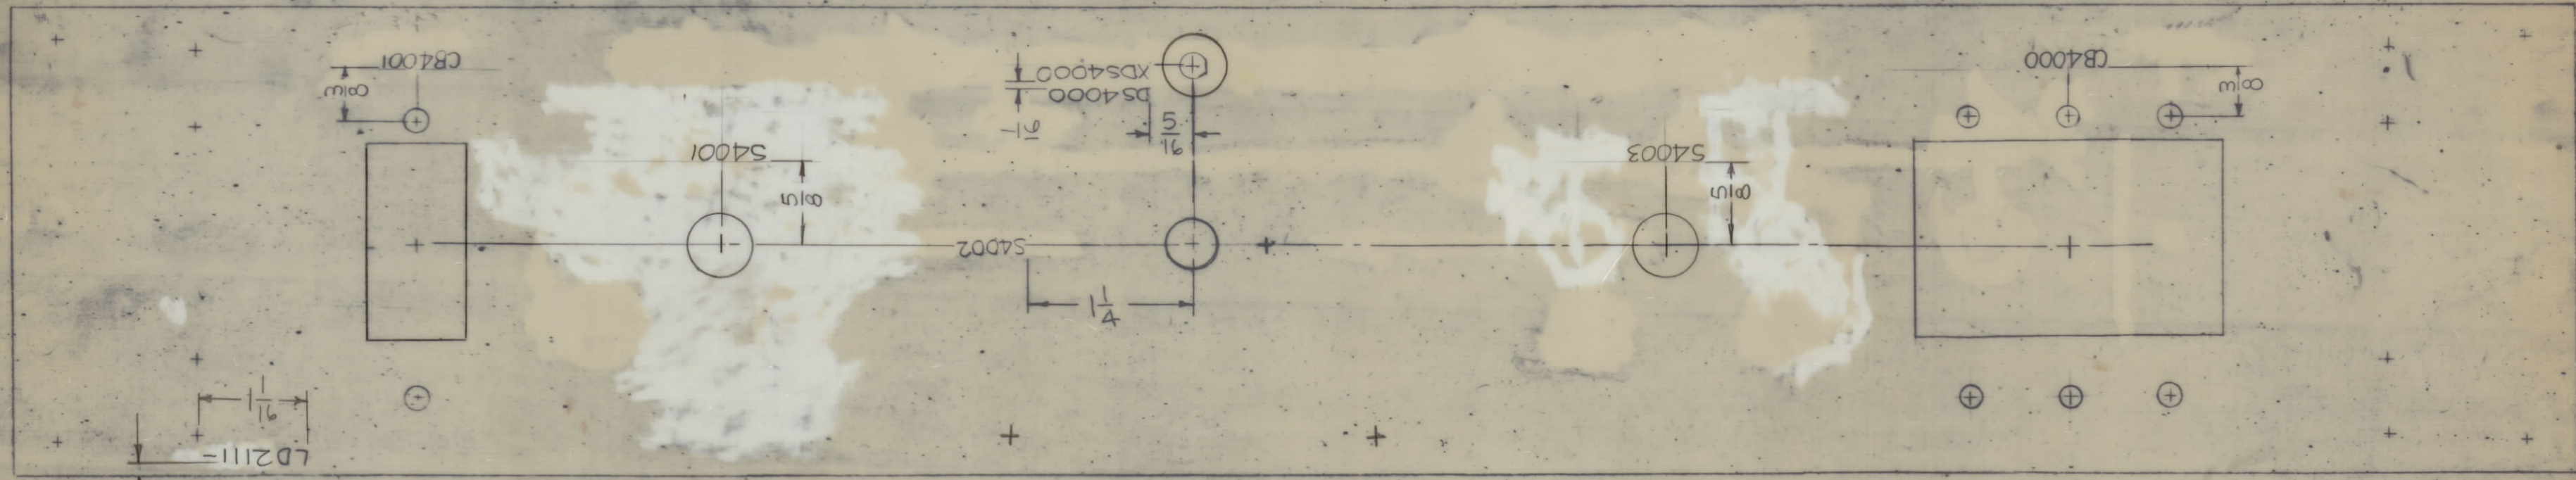 CB4001
3/8
XDS4000
DS4000
1/16
5/16
CB4000
3/8
S4001
5/8
S4003
5/8
S4002
1 1/4
1 1/16
LD2111-